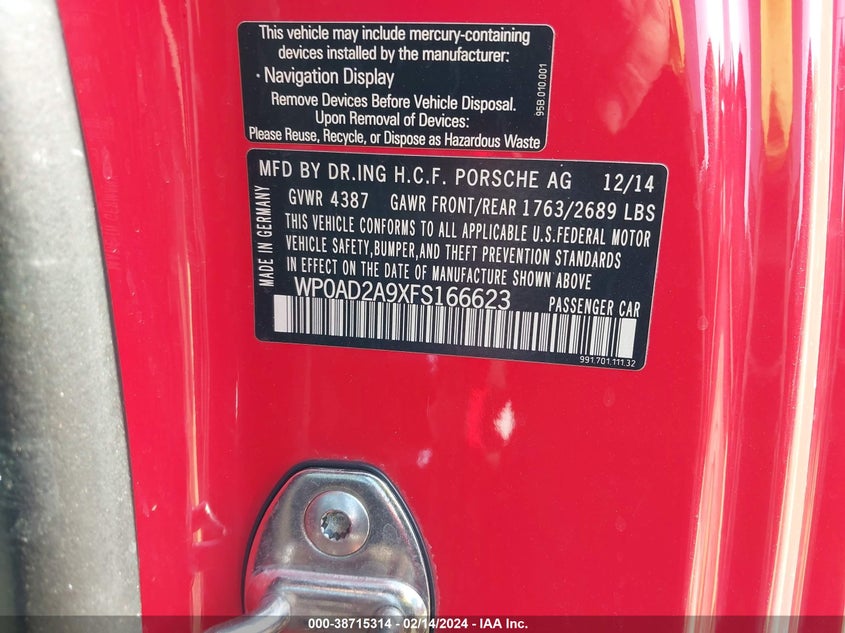 This vehicle may include mercury-containing
devices installed by the manufacturer:
· Navigation Display
Remove Devices Before Vehicle Disposal.
Upon Removal of Devices:
Please Reuse, Recycle, or Dispose as Hazardous Waste
95B.010.001
MFD BY DR.ING H.C.F. PORSCHE AG 12/14
GVWR 4387 GAWR FRONT/REAR 1763/2689 LBS
THIS VEHICLE CONFORMS TO ALL APPLICABLE U.S.FEDERAL MOTOR
VEHICLE SAFETY,BUMPER,AND THEFT PREVENTION STANDARDS
IN EFFECT ON THE DATE OF MANUFACTURE SHOWN ABOVE
WP0AD2A9XFS166623 PASSENGER CAR
991.701.111.32
MADE IN GERMANY
000-38715314 - 02/14/2024 - IAA Inc.